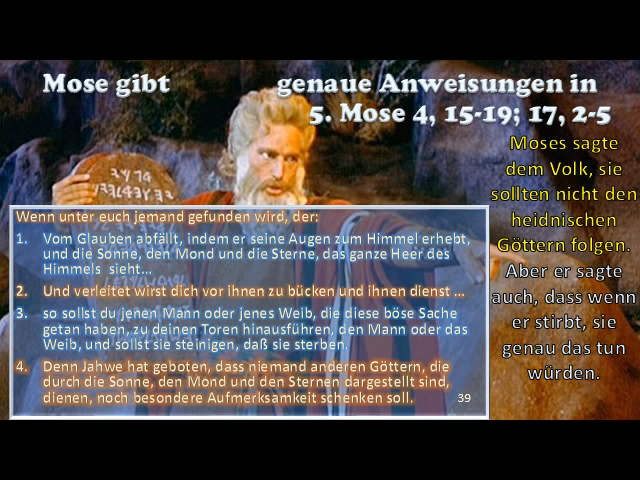 Mose gibt genaue Anweisungen in
5. Mose 4, 15-19; 17, 2-5
Wenn unter euch jemand gefunden wird, der:
1. Vom Glauben abfällt, indem er seine Augen zum Himmel erhebt,
und die Sonne, den Mond und die Sterne, das ganze Heer des
Himmels sieht...
2. Und verleitet wirst dich vor ihnen zu bücken und ihnen dienst ...
3. so sollst du jenen Mann oder jenes Weib, die diese böse Sache
getan haben, zu deinen Toren hinausführen, den Mann oder das
Weib, und sollst sie steinigen, daß sie sterben.
4. Denn Jahwe hat geboten, dass niemand anderen Göttern, die
durch die Sonne, den Mond und den Sternen dargestellt sind,
dienen, noch besondere Aufmerksamkeit schenken soll.
39
Moses sagte
dem Volk, sie
sollten nicht den
heidnischen
Göttern folgen.
Aber er sagte
auch, dass wenn
er stirbt, sie
genau das tun
würden.